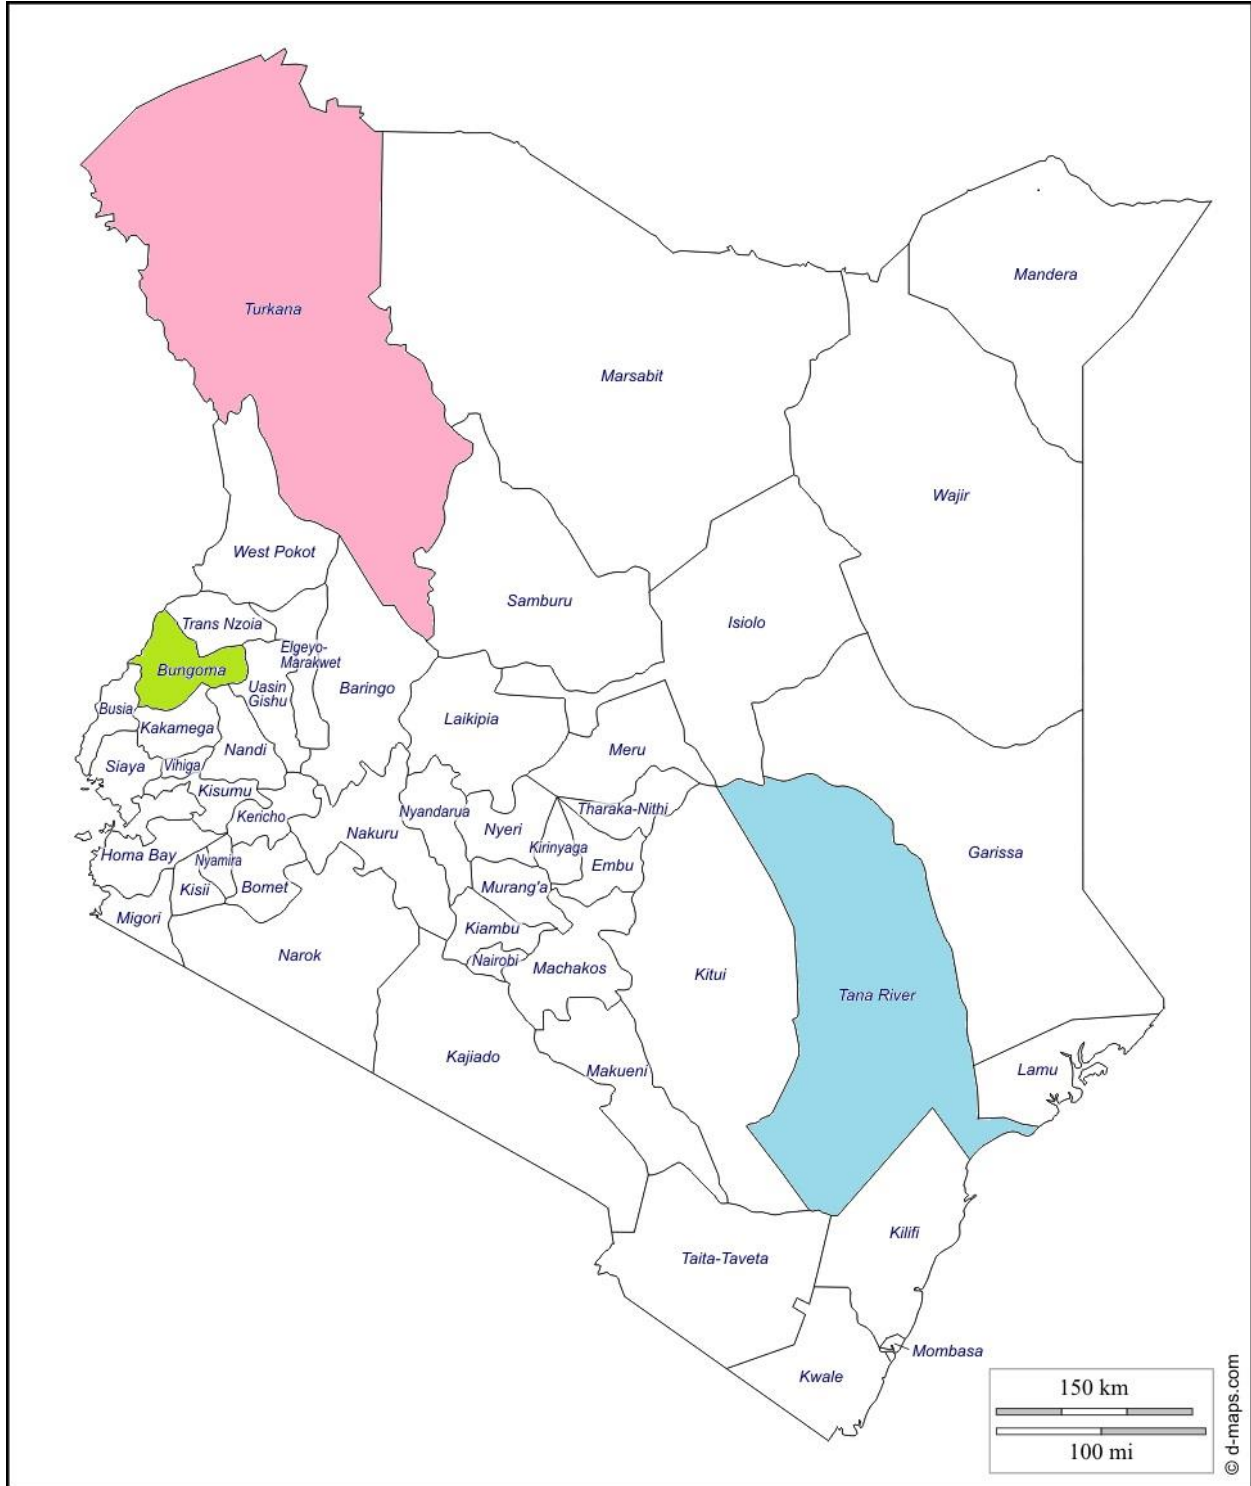 Turkana
Mandera
Marsabit
Wajir
West Pokot
Samburu
Isiolo
Trans Nzoia
Elgeyo-
Marakwet
Bungoma
Uasin
Gishu
Baringo
Busia
Kakamega
Laikipia
Nandi
Meru
Siaya
Vihiga
Kisumu
Kericho
Nyandarua
Tharaka-Nithi
Nakuru
Nyeri
Kirinyaga
Garissa
Homa Bay
Nyamira
Embu
Kisii
Bomet
Murang'a
Migori
Kiambu
Narok
Nairobi
Machakos
Kitui
Tana River
Kajiado
Makueni
Lamu
Kilifi
Taita-Taveta
Mombasa
Kwale
150 km
100 mi
© d-maps.com